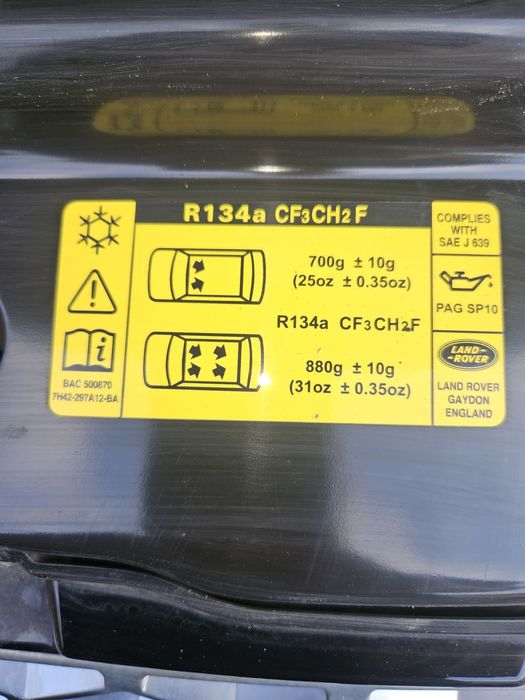 R134a CF3CH2F
700g ± 10g
(25oz ± 0.35oz)
R134a CF3CH2F
880g ± 10g
(31oz ± 0.35oz)
BAC 500870
7H42-297A12-BA
COMPLIES
WITH
SAE J 639
PAG SP10
LAND-
ROVER
LAND ROVER
GAYDON
ENGLAND